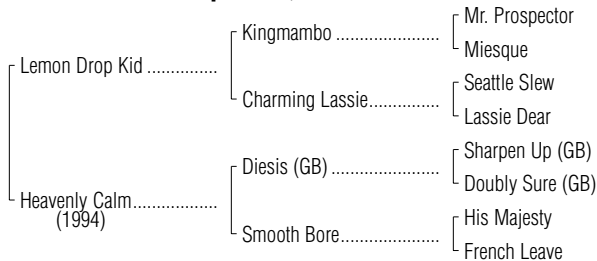 Mr. Prospector
Kingmambo ..................
Miesque
Lemon Drop Kid ...............
Seattle Slew
Charming Lassie................
Lassie Dear
Sharpen Up (GB)
Diesis (GB) .......................
Doubly Sure (GB)
Heavenly Calm..................
(1994)
His Majesty
Smooth Bore.....................
French Leave